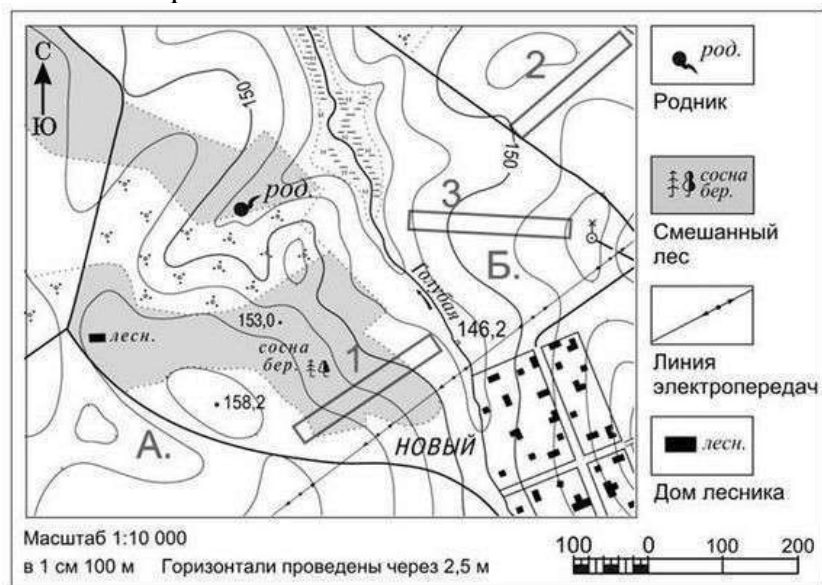 С
Ю
150
род.
2
150
3
Б.
Голубая
146,2
лесн.
153,0
сосна
бер.
1
158,2
А.
НОВЫЙ
род.
Родник
сосна
бер.
Смешанный
лес
Линия
электропередач
лесн.
Дом лесника
Масштаб 1:10 000
в 1 см 100 м Горизонтали проведены через 2,5 м
100 0 100 200